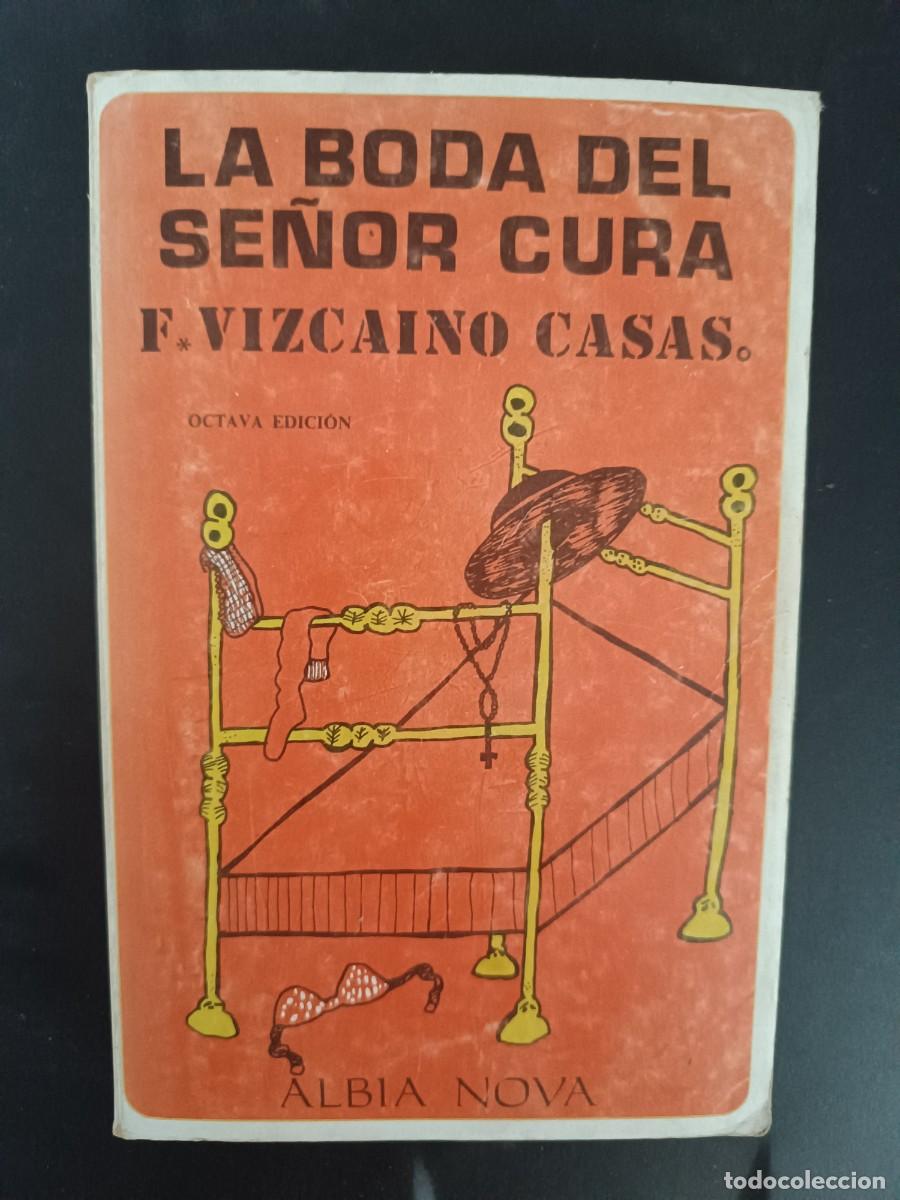 LA BODA DEL
SEÑOR CURA
F. VIZCAINO CASAS.
OCTAVA EDICIÓN
ALBIA NOVA
todocoleccion